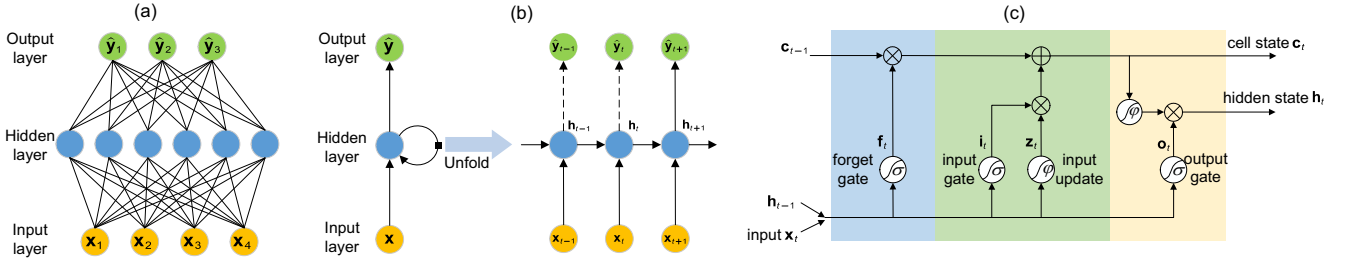 (a)
Output
layer
ŷ₁ ŷ₂ ŷ₃
Hidden
layer
Input
layer
x₁ x₂ x₃ x₄
(b)
Output
layer
ŷ
Hidden
layer
Unfold
Input
layer
x
ŷₜ₋₁ ŷₜ ŷₜ₊₁
hₜ₋₁ hₜ hₜ₊₁
xₜ₋₁ xₜ xₜ₊₁
(c)
cₜ₋₁
cell state cₜ
φ
hidden state hₜ
fₜ iₜ zₜ oₜ
forget
gate
σ
input
gate
σ
φ
input
update
σ
output
gate
hₜ₋₁
input xₜ